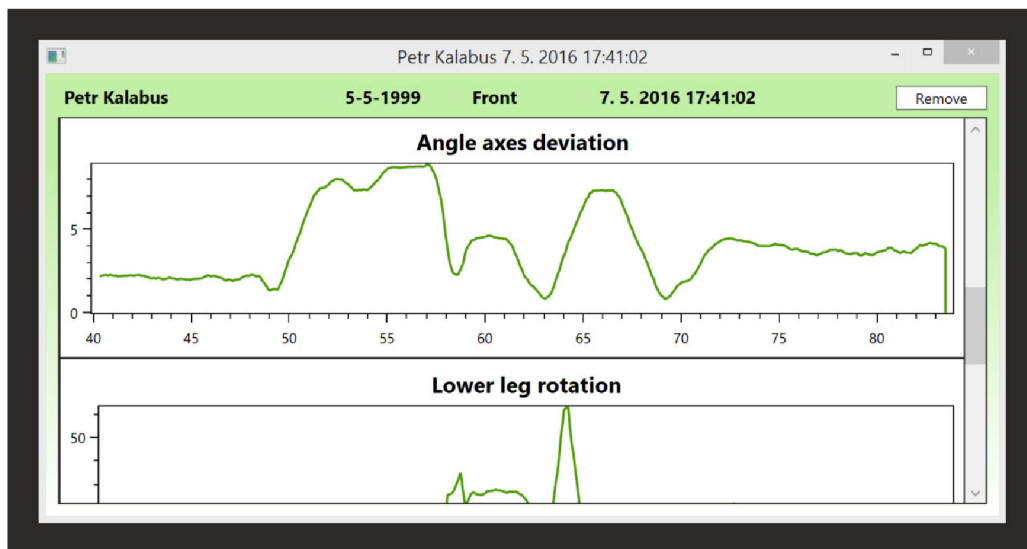 Petr Kalabus 7. 5. 2016 17:41:02
Petr Kalabus 5-5-1999 Front 7. 5. 2016 17:41:02 Remove
Angle axes deviation
5
0
40 45 50 55 60 65 70 75 80
Lower leg rotation
50